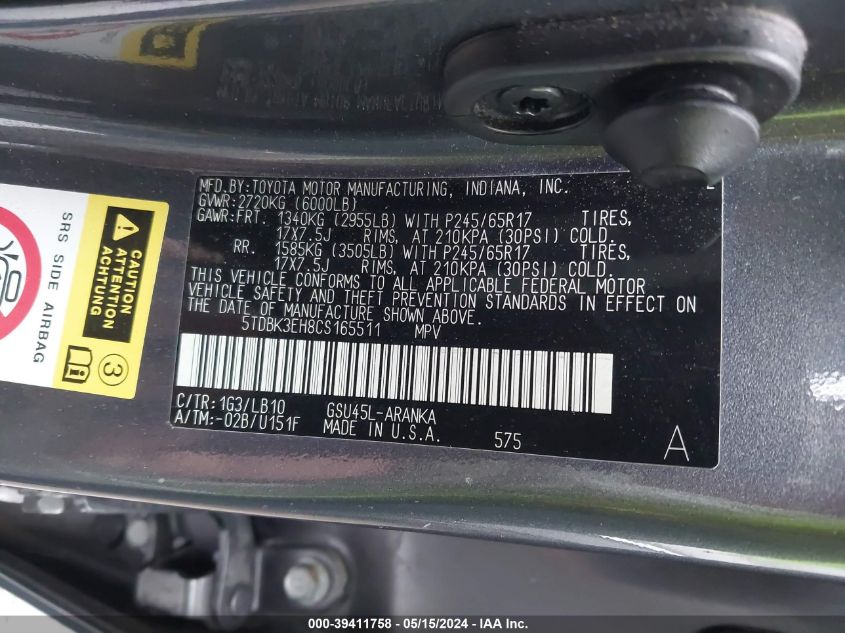 MFD.BY:TOYOTA MOTOR MANUFACTURING, INDIANA, INC.
GVWR:2720KG (6000LB)
GAWR:FRT. 1340KG (2955LB) WITH P245/65R17 TIRES,
17X7.5J RIMS, AT 210KPA (30PSI) COLD.
RR. 1585KG (3505LB) WITH P245/65R17 TIRES,
17X7.5J RIMS, AT 210KPA (30PSI) COLD.
THIS VEHICLE CONFORMS TO ALL APPLICABLE FEDERAL MOTOR
VEHICLE SAFETY AND THEFT PREVENTION STANDARDS IN EFFECT ON
THE DATE OF MANUFACTURE SHOWN ABOVE.
5TDBK3EH8CS165511 MPV
C/TR:1G3/LB10 GSU45L-ARANKA
A/TM:-02B/U151F MADE IN U.S.A. 575 A
SRS SIDE AIRBAG
CAUTION
ATTENTION
ACHTUNG
3
000-39411758 - 05/15/2024 - IAA Inc.